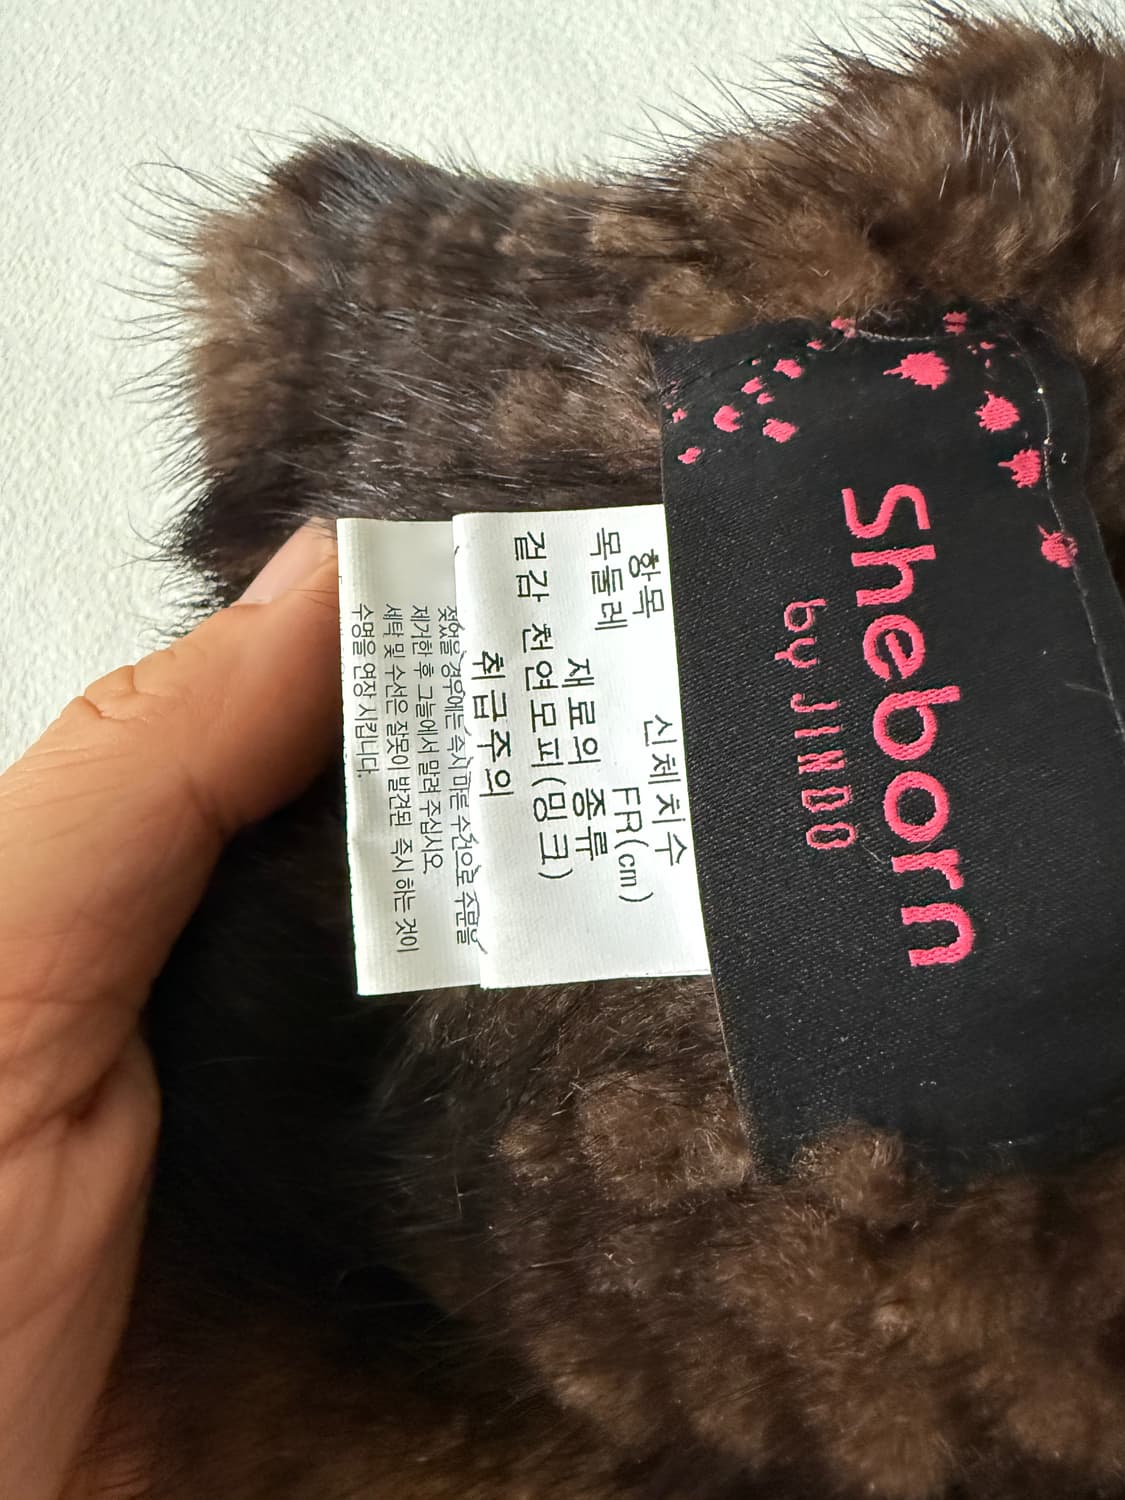 Sheborn
by JINDO
신체치수
항목 FR(cm)
목둘레
재료의 종류
겉감 천연모피(밍크)
취급주의
젖었을 경우에는 즉시 마른 수건으로
제거한 후 그늘에서 말려 주십시요.
세탁 및 수선은 잘못이 발견된 즉시 하는 것이
수명을 연장 시킵니다.